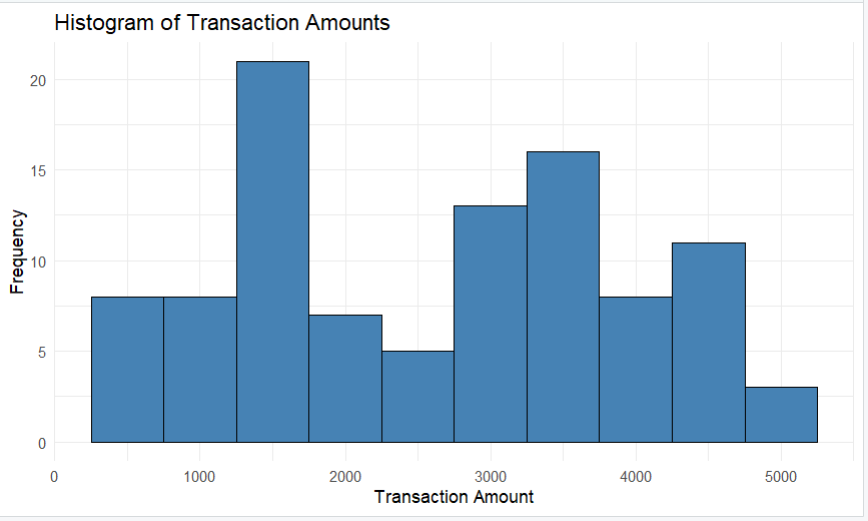 Histogram of Transaction Amounts
20
15
10
5
0
0 1000 2000 3000 4000 5000
Transaction Amount
Frequency